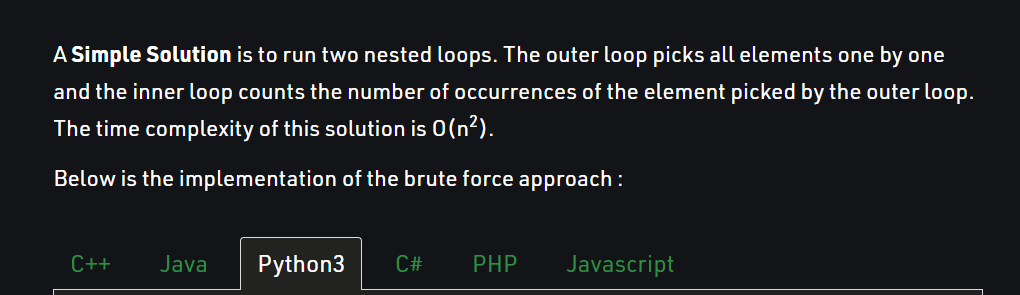 A Simple Solution is to run two nested loops. The outer loop picks all elements one by one
and the inner loop counts the number of occurrences of the element picked by the outer loop.
The time complexity of this solution is O(n²).
Below is the implementation of the brute force approach :
C++ Java Python3 C# PHP Javascript